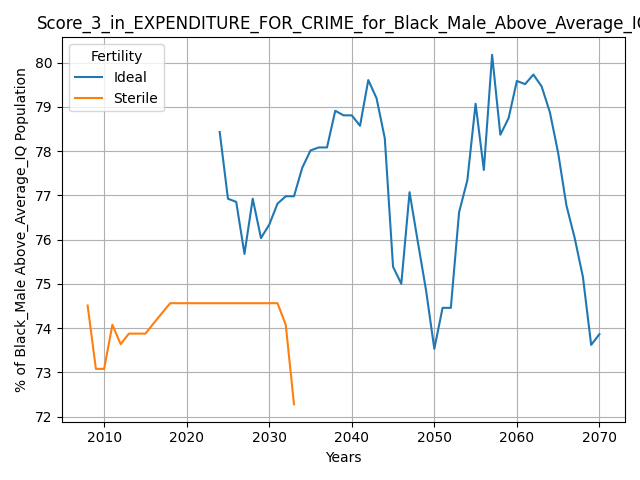 Score_3_in_EXPENDITURE_FOR_CRIME_for_Black_Male_Above_Average_IQ
Fertility
Ideal
Sterile
80
79
78
77
76
75
74
73
72
% of Black_Male Above_Average_IQ Population
2010 2020 2030 2040 2050 2060 2070
Years